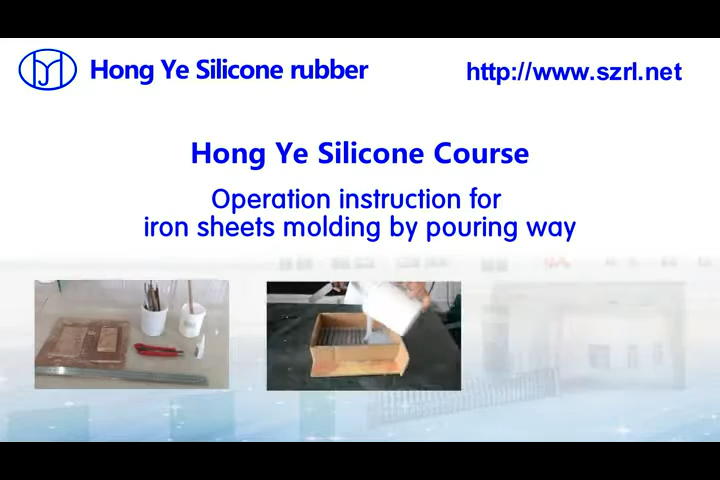 Hong Ye Silicone rubber
http://www.szrl.net
Hong Ye Silicone Course
Operation instruction for
iron sheets molding by pouring way